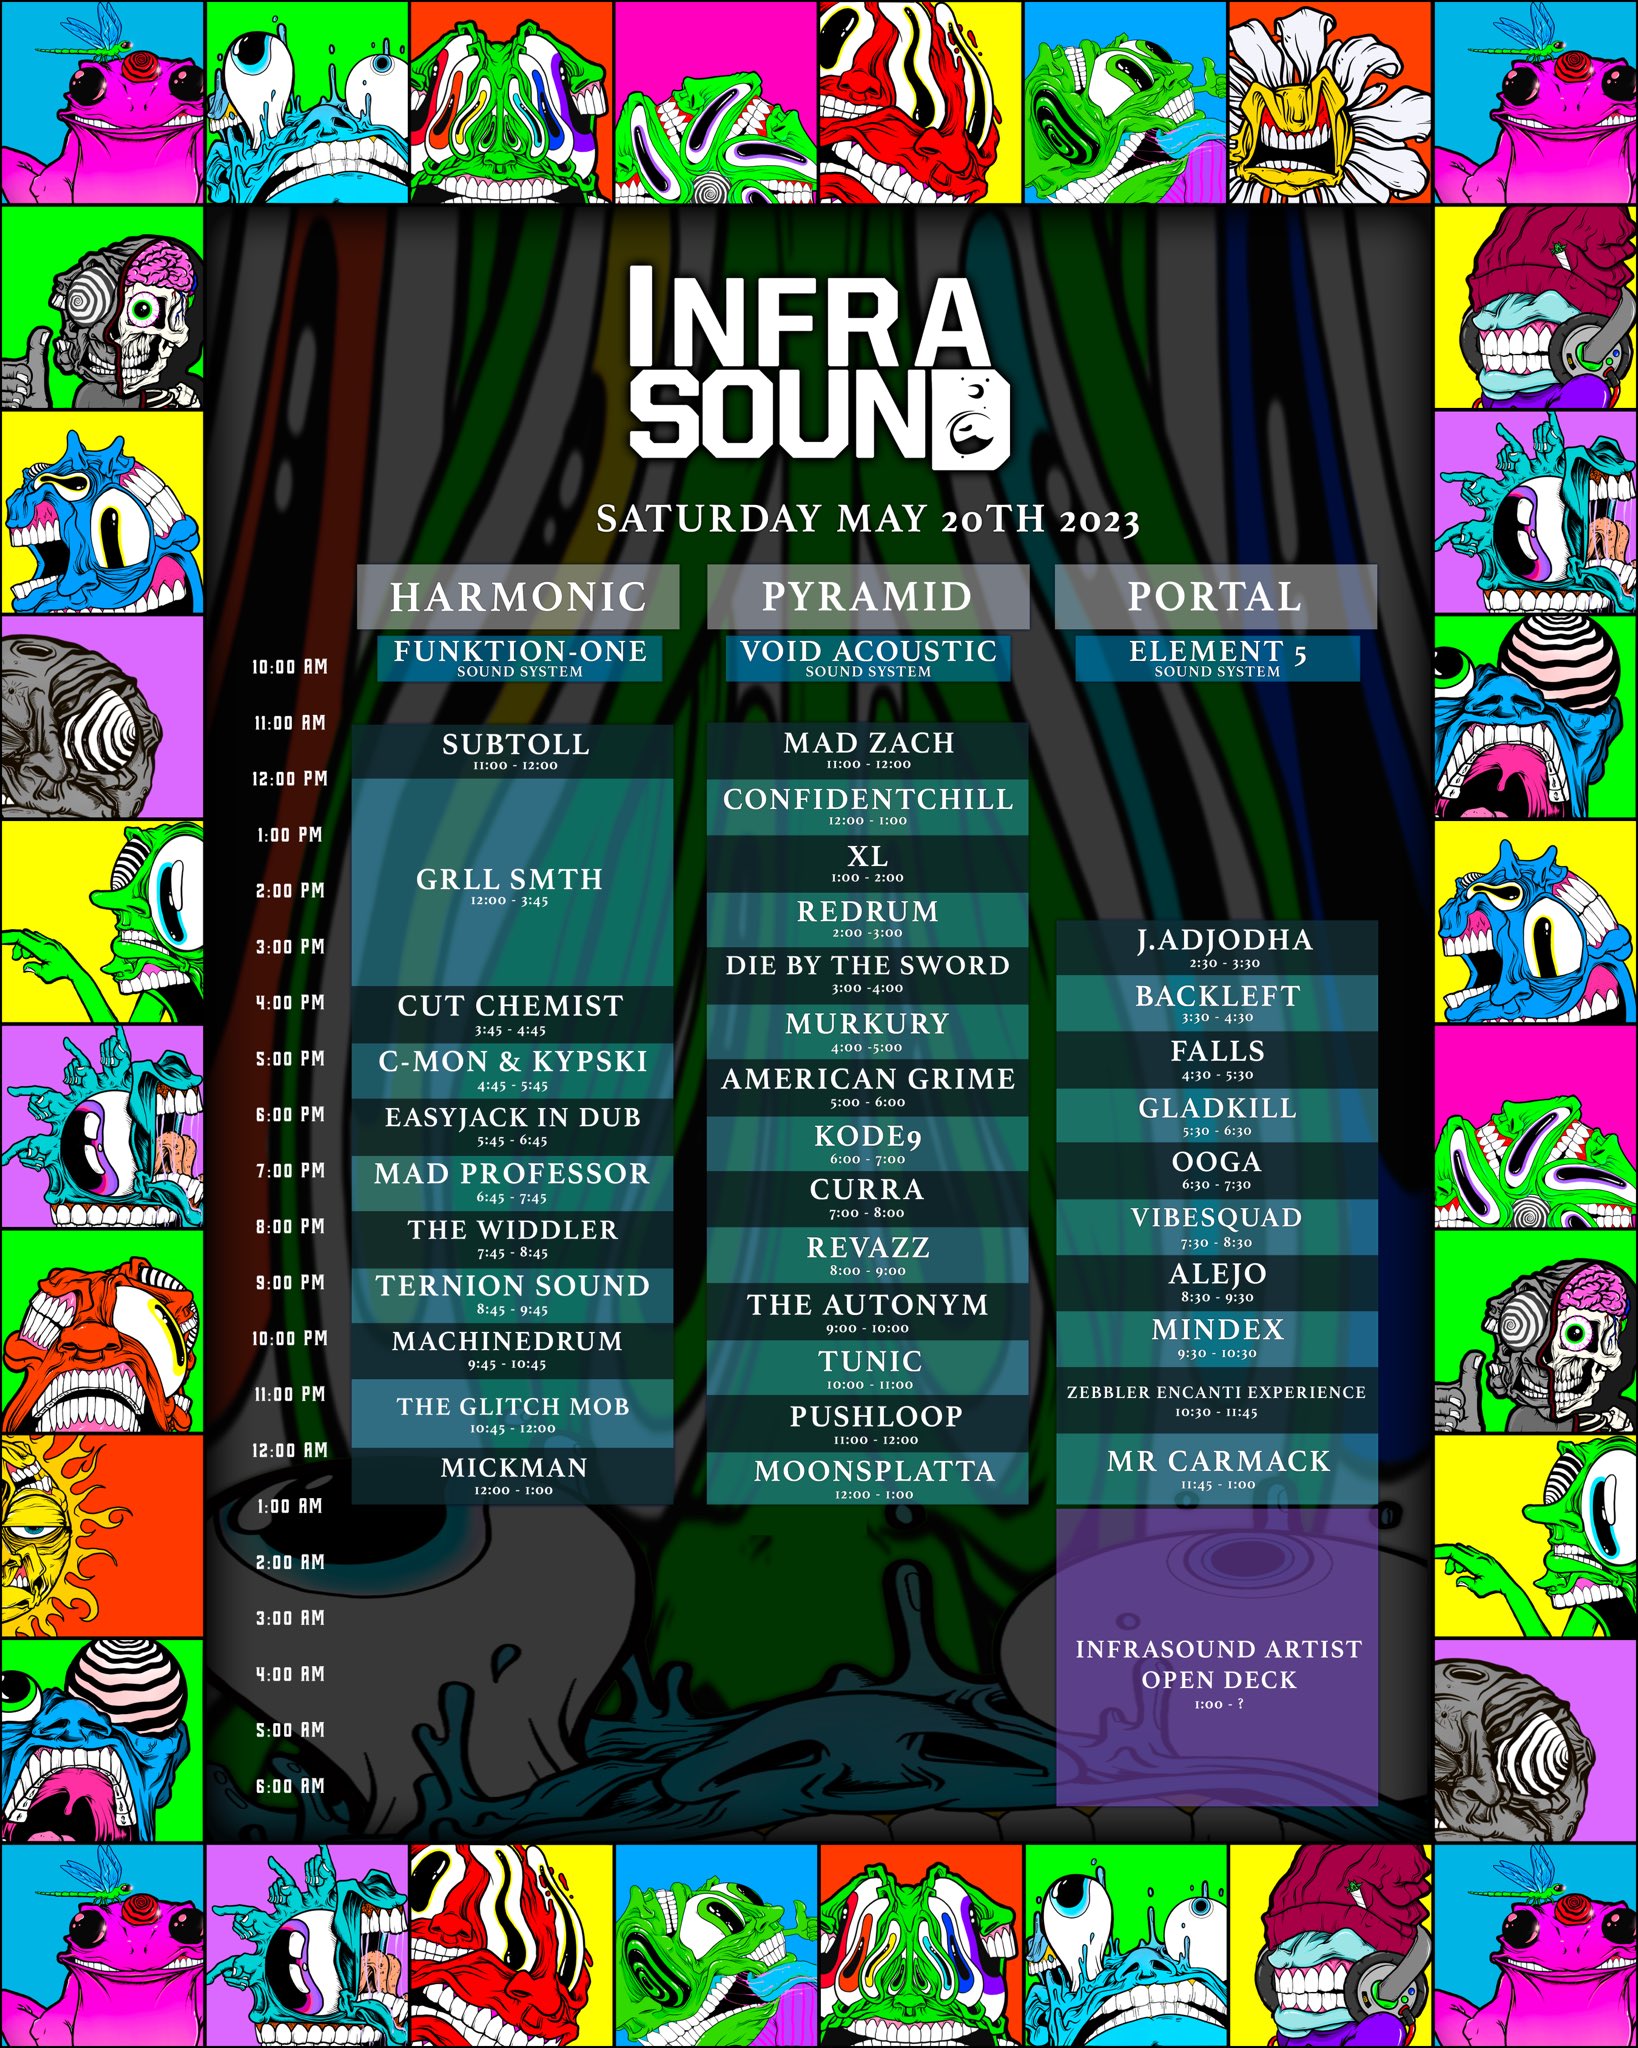 INFRA
SOUND
SATURDAY MAY 20TH 2023
HARMONIC
FUNKTION-ONE
SOUND SYSTEM
PYRAMID
VOID ACOUSTIC
SOUND SYSTEM
PORTAL
ELEMENT 5
SOUND SYSTEM
10:00 AM
11:00 AM
12:00 PM
1:00 PM
2:00 PM
3:00 PM
4:00 PM
5:00 PM
6:00 PM
7:00 PM
8:00 PM
9:00 PM
10:00 PM
11:00 PM
12:00 AM
1:00 AM
2:00 AM
3:00 AM
4:00 AM
5:00 AM
6:00 AM
SUBTOLL
11:00 - 12:00
GRLL SMTH
12:00 - 3:45
CUT CHEMIST
3:45 - 4:45
C-MON & KYPSKI
4:45 - 5:45
EASYJACK IN DUB
5:45 - 6:45
MAD PROFESSOR
6:45 - 7:45
THE WIDDLER
7:45 - 8:45
TERNION SOUND
8:45 - 9:45
MACHINEDRUM
9:45 - 10:45
THE GLITCH MOB
10:45 - 12:00
MICKMAN
12:00 - 1:00
MAD ZACH
11:00 - 12:00
CONFIDENTCHILL
12:00 - 1:00
XL
1:00 - 2:00
REDRUM
2:00 -3:00
DIE BY THE SWORD
3:00 -4:00
MURKURY
4:00 -5:00
AMERICAN GRIME
5:00 - 6:00
KODE9
6:00 - 7:00
CURRA
7:00 - 8:00
REVAZZ
8:00 - 9:00
THE AUTONYM
9:00 - 10:00
TUNIC
10:00 - 11:00
PUSHLOOP
11:00 - 12:00
MOONSPLATTA
12:00 - 1:00
J.ADJODHA
2:30 - 3:30
BACKLEFT
3:30 - 4:30
FALLS
4:30 - 5:30
GLADKILL
5:30 - 6:30
OOGA
6:30 - 7:30
VIBESQUAD
7:30 - 8:30
ALEJO
8:30 - 9:30
MINDEX
9:30 - 10:30
ZEBBLER ENCANTI EXPERIENCE
10:30 - 11:45
MR CARMACK
11:45 - 1:00
INFRASOUND ARTIST
OPEN DECK
1:00 - ?